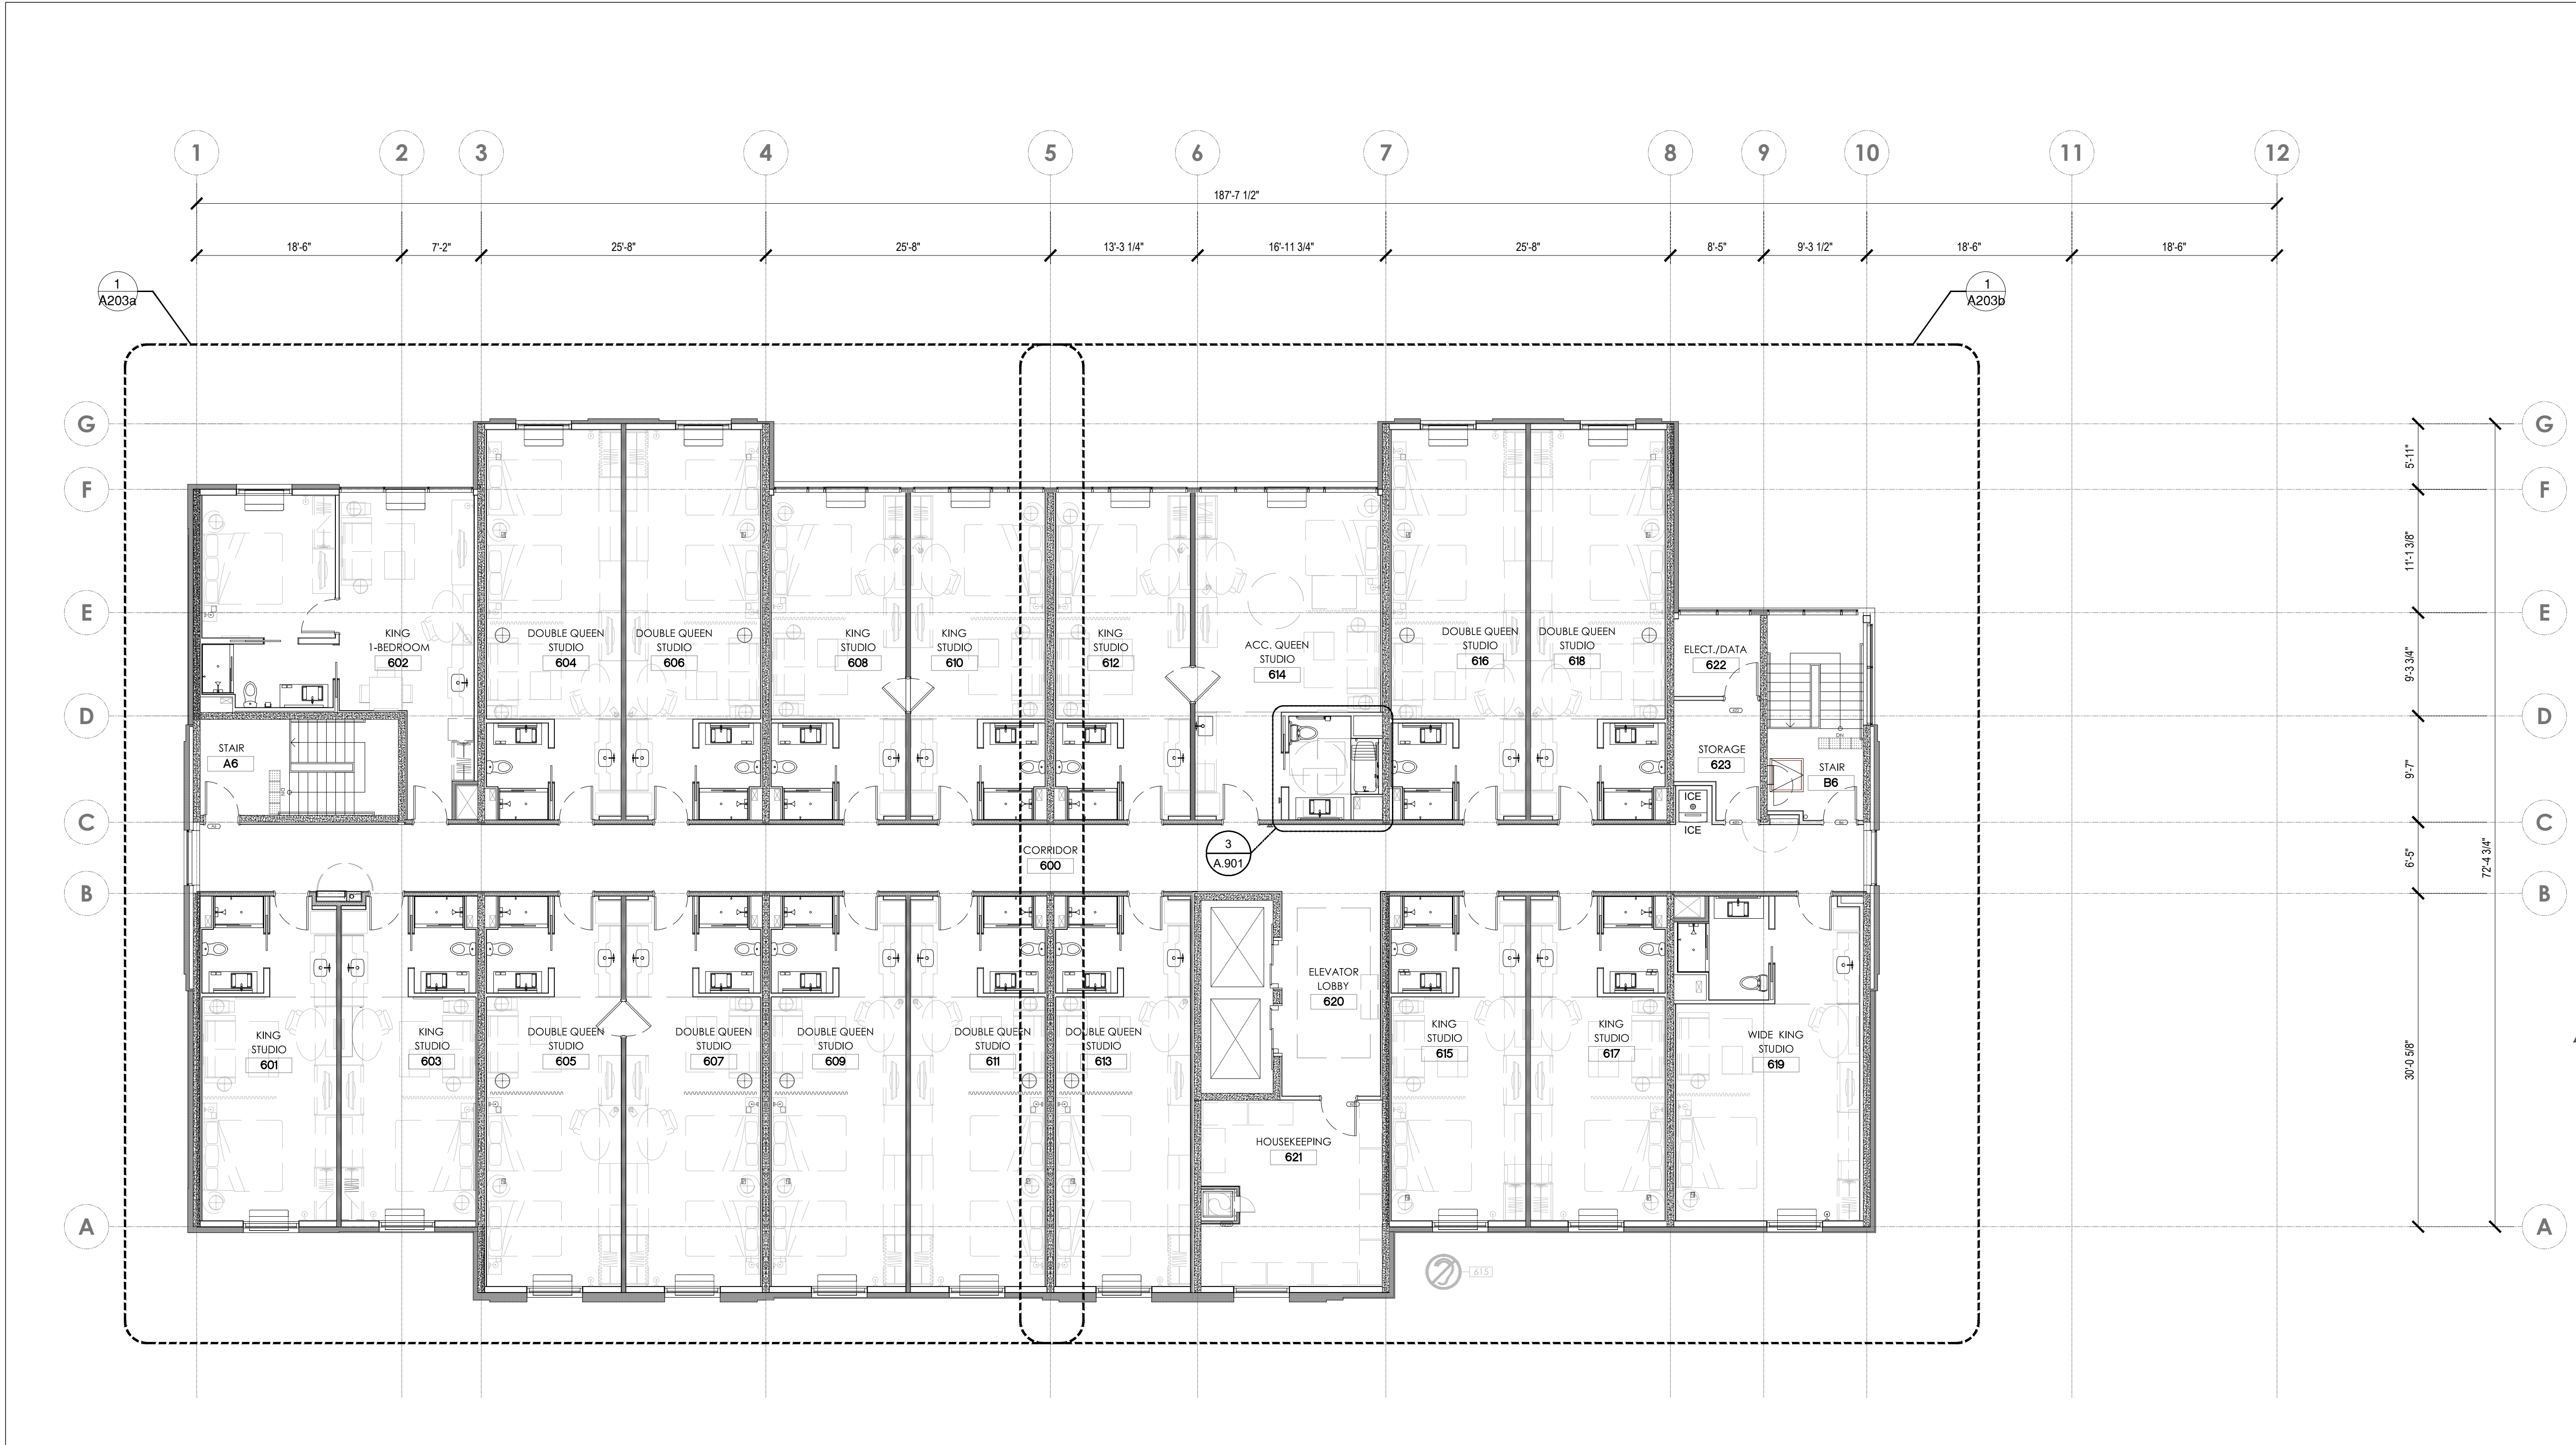 1 2 3 4 5 6 7 8 9 10 11 12
187'-7 1/2"
18'-6" 7'-2" 25'-8" 25'-8" 13'-3 1/4" 16'-11 3/4" 25'-8" 8'-5" 9'-3 1/2" 18'-6" 18'-6"
1
A203a
1
A203b
G G
5'-11"
F F
11'-1 3/8"
E E
9'-3 3/4"
D D
9'-7"
C C
6'-5"
72'-4 3/4"
B B
30'-0 5/8"
A A
KING
1-BEDROOM
602
DOUBLE QUEEN
STUDIO
604
DOUBLE QUEEN
STUDIO
606
KING
STUDIO
608
KING
STUDIO
610
KING
STUDIO
612
ACC. QUEEN
STUDIO
614
DOUBLE QUEEN
STUDIO
616
DOUBLE QUEEN
STUDIO
618
ELECT./DATA
622
STAIR
A6
DN
STORAGE
623
DN
STAIR
B6
ICE
ICE
CORRIDOR
600
3
A.901
KING
STUDIO
601
KING
STUDIO
603
DOUBLE QUEEN
STUDIO
605
DOUBLE QUEEN
STUDIO
607
DOUBLE QUEEN
STUDIO
609
DOUBLE QUEEN
STUDIO
611
DOUBLE QUEEN
STUDIO
613
ELEVATOR
LOBBY
620
HOUSEKEEPING
621
KING
STUDIO
615
KING
STUDIO
617
WIDE KING
STUDIO
619
615